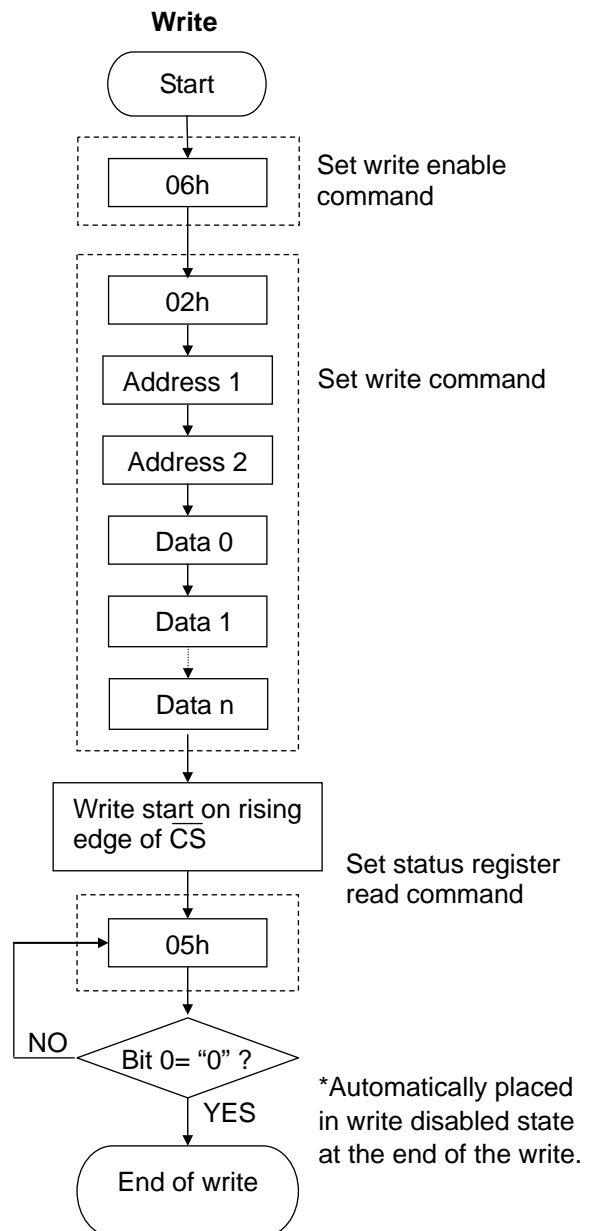 Write
Start
06h
Set write enable
command
02h
Address 1
Set write command
Address 2
Data 0
Data 1
Data n
Write start on rising
edge of C̅S̅
Set status register
read command
05h
NO
Bit 0= “0” ?
YES
*Automatically placed
in write disabled state
at the end of the write.
End of write